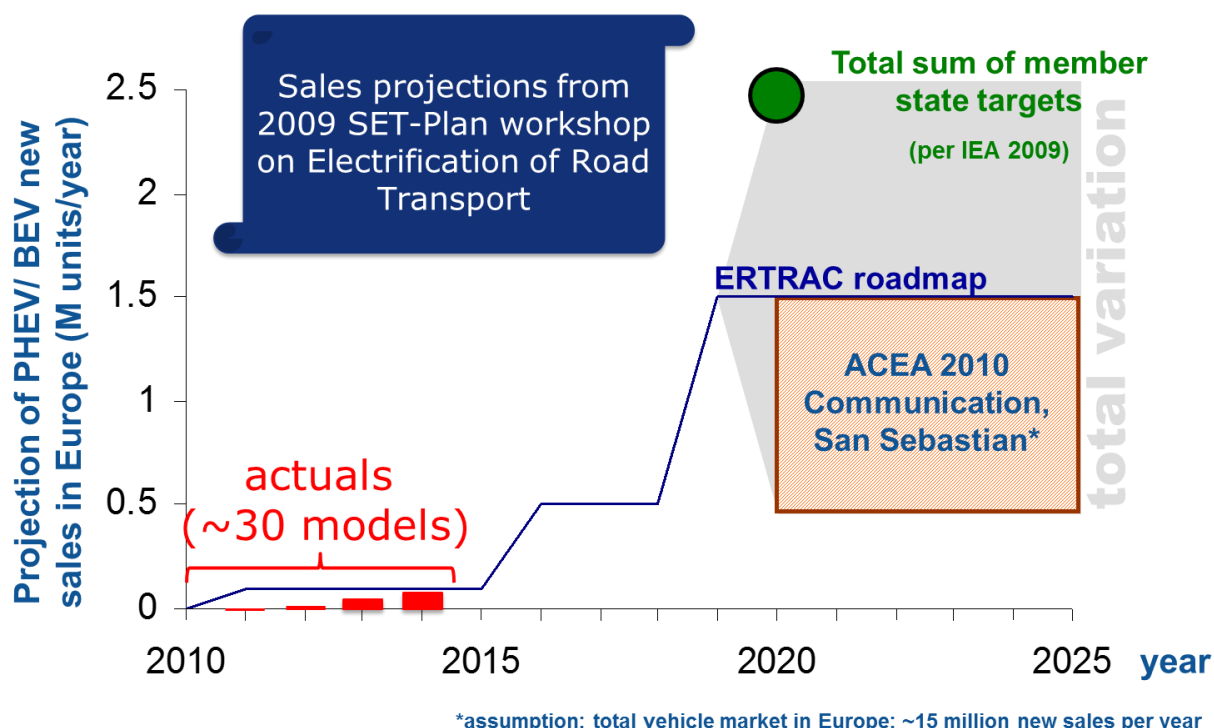 Sales projections from
2009 SET-Plan workshop
on Electrification of Road
Transport
Total sum of member
state targets
(per IEA 2009)
total variation
Projection of PHEV/ BEV new
sales in Europe (M units/year)
2.5
2
1.5
1
0.5
0
ERTRAC roadmap
ACEA 2010
Communication,
San Sebastian*
actuals
(~30 models)
2010
2015
2020
2025
year
*assumption: total vehicle market in Europe: ~15 million new sales per year